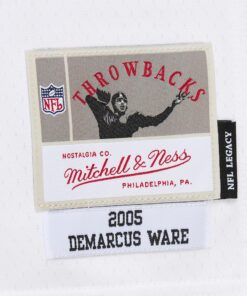 THROWBACKS
NFL
NOSTALGIA CO.
Mitchell & Ness
PHILADELPHIA, PA.
NFL LEGACY
2005
DEMARCUS WARE